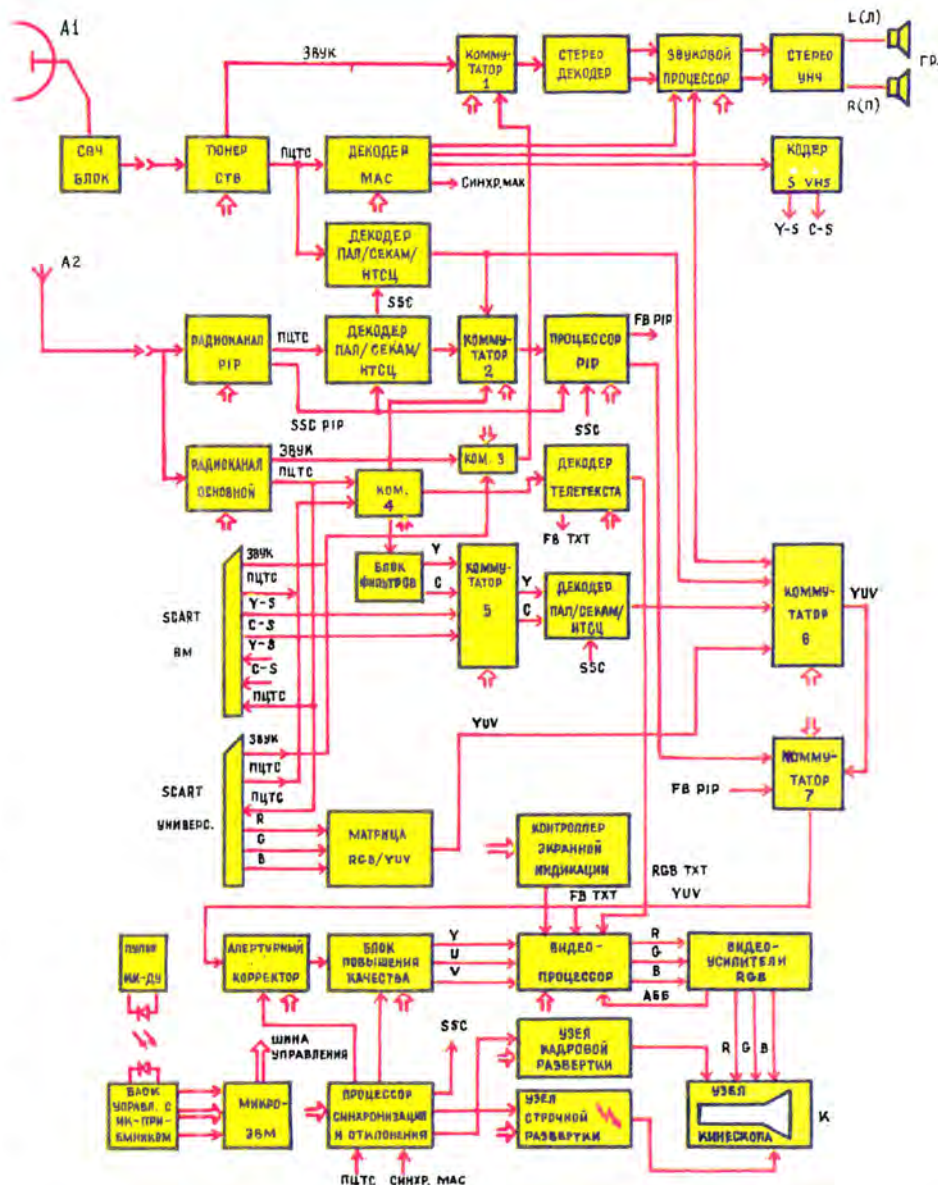 A1
ЗВУК
КОММУ-
ТАТОР
1
СТЕРЕО
ДЕКОДЕР
ЗВУКОВОЙ
ПРОЦЕССОР
СТЕРЕО
УНЧ
L(Л)
R(П)
ГР.
СВЧ
БЛОК
ТЮНЕР
СТВ
ПЦТС
ДЕКОДЕР
МАС
СИНХР. МАК
КОДЕР
S VHS
Y-S
C-S
ДЕКОДЕР
ПАЛ/СЕКАМ/
НТСЦ
SSC
A2
РАДИОКАНАЛ
PIP
ПЦТС
ДЕКОДЕР
ПАЛ/СЕКАМ/
НТСЦ
КОММУ-
ТАТОР
2
ПРОЦЕССОР
PIP
FB PIP
SSC PIP
SSC
РАДИОКАНАЛ
ОСНОВНОЙ
ЗВУК
ПЦТС
КОМ. 3
КОМ.
4
ДЕКОДЕР
ТЕЛЕТЕКСТА
FB TXT
БЛОК
ФИЛЬТРОВ
Y
C
КОММУ-
ТАТОР
5
Y
C
ДЕКОДЕР
ПАЛ/СЕКАМ/
НТСЦ
SSC
КОММУ-
ТАТОР
6
YUV
SCART
ВМ
ЗВУК
ПЦТС
Y-S
C-S
Y-S
C-S
ПЦТС
YUV
КОММУ-
ТАТОР
7
FB PIP
SCART
УНИВЕРС.
ЗВУК
ПЦТС
ПЦТС
R
G
B
МАТРИЦА
RGB/YUV
КОНТРОЛЛЕР
ЭКРАННОЙ
ИНДИКАЦИИ
RGB TXT
FB TXT
YUV
ПУЛЬТ
ИК-ДУ
АПЕРТУРНЫЙ
КОРРЕКТОР
БЛОК
ПОВЫШЕНИЯ
КАЧЕСТВА
Y
U
V
ВИДЕО-
ПРОЦЕССОР
R
G
B
АББ
ВИДЕО-
УСИЛИТЕЛИ
RGB
ШИНА
УПРАВЛЕНИЯ
SSC
УЗЕЛ
КАДРОВОЙ
РАЗВЕРТКИ
R
G
B
БЛОК
УПРАВЛ. С
ИК-ПРИ-
ЕМНИКОМ
МИКРО-
ЭВМ
ПРОЦЕССОР
СИНХРОНИЗАЦИИ
И ОТКЛОНЕНИЯ
УЗЕЛ
СТРОЧНОЙ
РАЗВЕРТКИ
УЗЕЛ
КИНЕСКОПА
К
ПЦТС
СИНХР. МАС